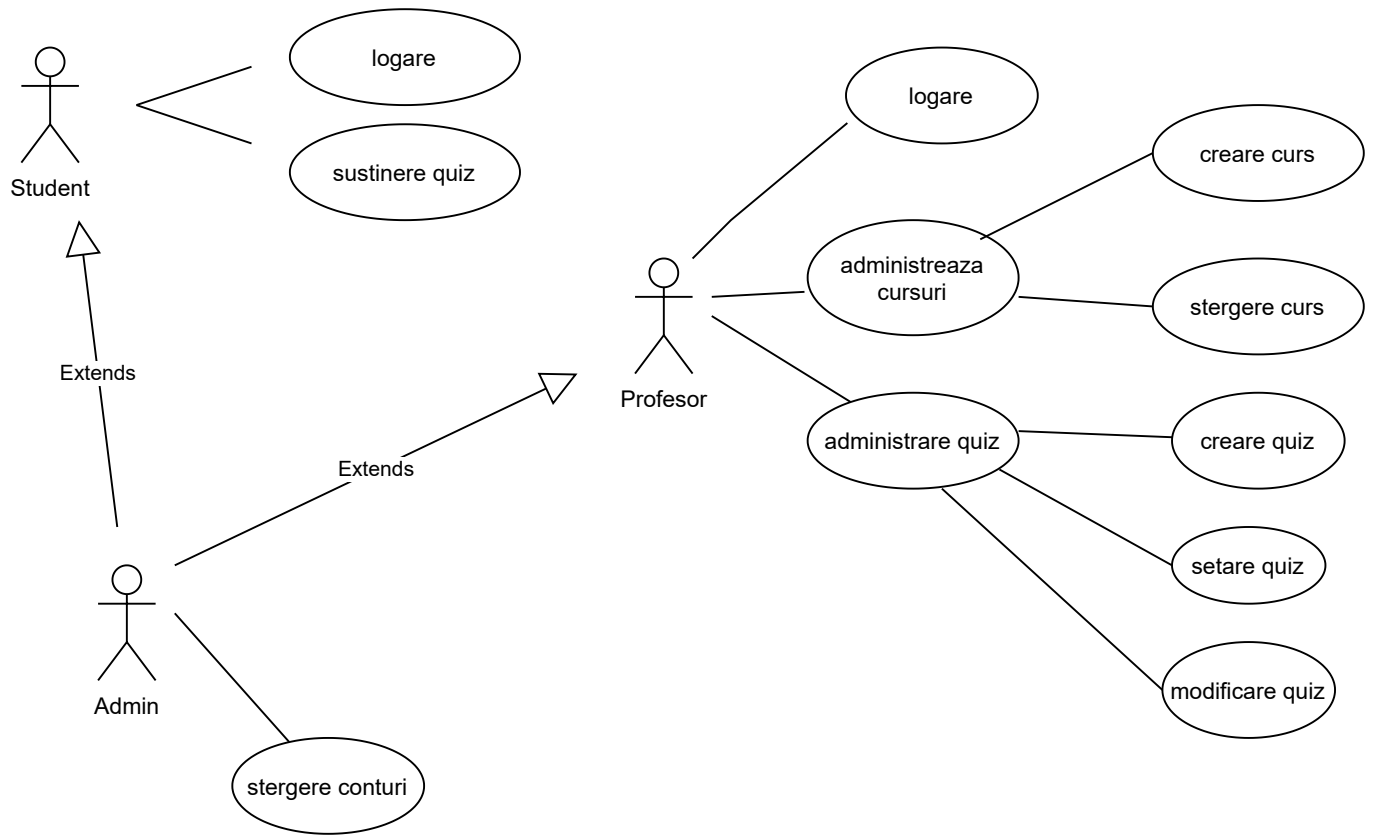 logare
sustinere quiz
Student
logare
creare curs
administreaza
cursuri
stergere curs
Extends
Profesor
administrare quiz
creare quiz
Extends
setare quiz
modificare quiz
Admin
stergere conturi